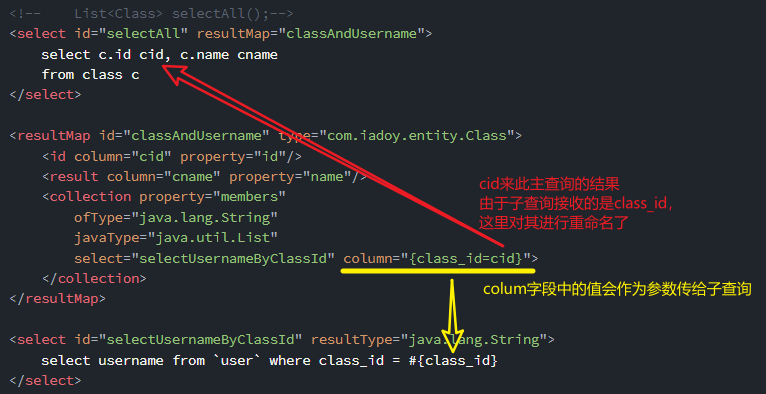 <!--    List<Class> selectAll();-->
<select id="selectAll" resultMap="classAndUsername">
    select c.id cid, c.name cname
    from class c
</select>
<resultMap id="classAndUsername" type="com.iadoy.entity.Class">
    <id column="cid" property="id"/>
    <result column="cname" property="name"/>
    <collection property="members"
        ofType="java.lang.String"
        javaType="java.util.List"
        select="selectUsernameByClassId" column="{class_id=cid}">
    </collection>
</resultMap>
cid来此主查询的结果
由于子查询接收的是class_id，
这里对其进行重命名了
colum字段中的值会作为参数传给子查询
<select id="selectUsernameByClassId" resultType="java.lang.String">
    select username from `user` where class_id = #{class_id}
</select>